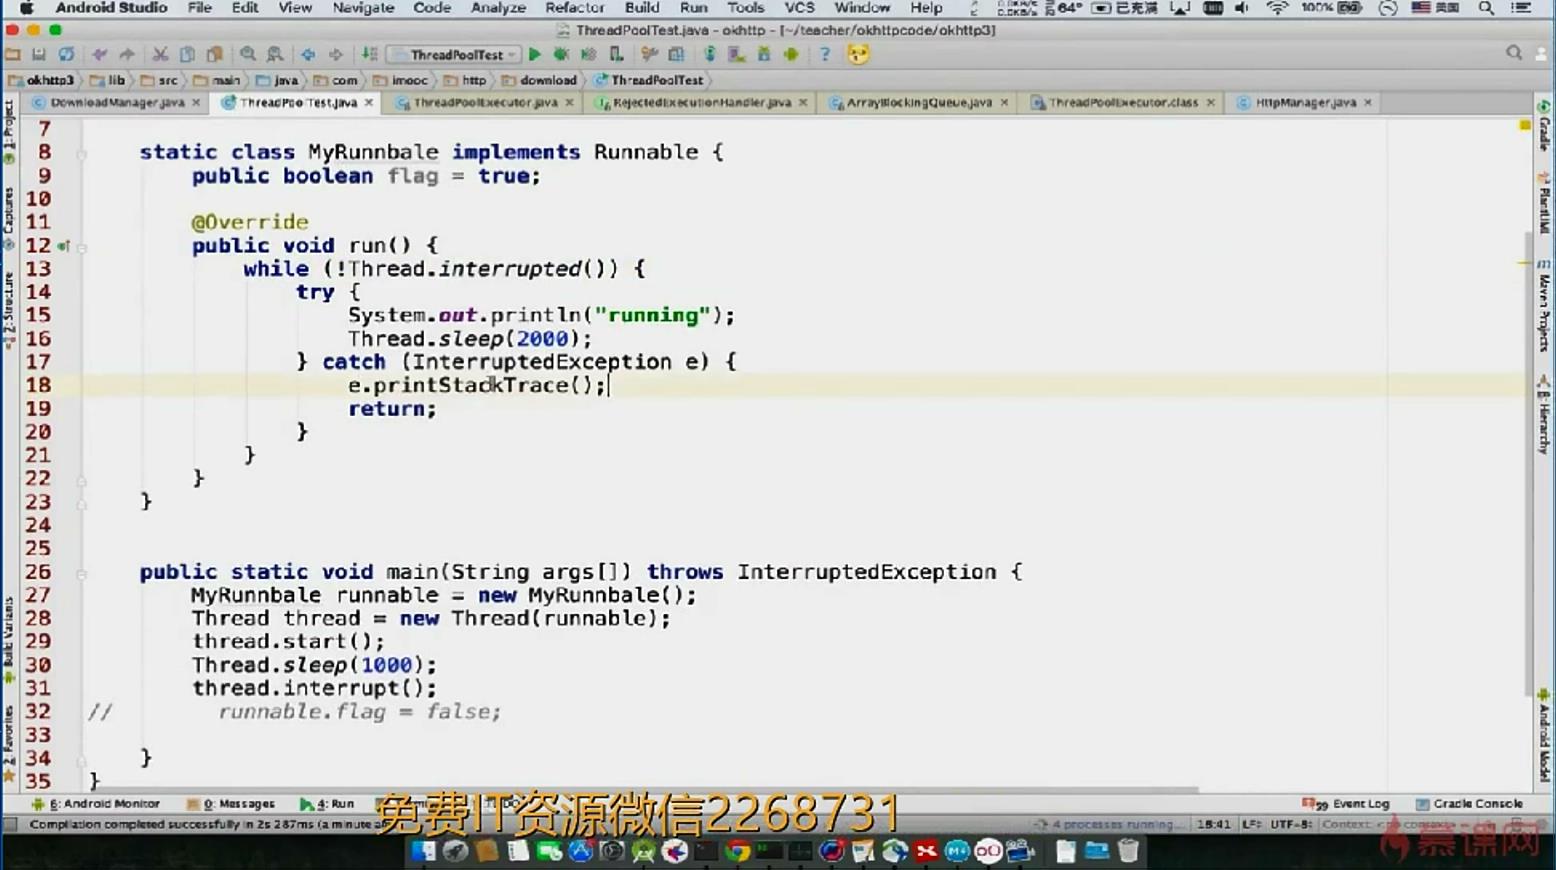 Android Studio File Edit View Navigate Code Analyze Refactor Build Run Tools VCS Window Help 64° 已充满 100% 美国
ThreadPoolTest.java - okhttp - [~/teacher/okhttpcode/okhttp3]
ThreadPoolTest
okhttp3 lib src main java com imooc http download ThreadPoolTest
DownloadManager.java ThreadPoolTest.java ThreadPoolExecutor.java RejectedExecutionHandler.java ArrayBlockingQueue.java ThreadPoolExecutor.class HttpManager.java
7
8 static class MyRunnbale implements Runnable {
9 public boolean flag = true;
10
11 @Override
12 public void run() {
13 while (!Thread.interrupted()) {
14 try {
15 System.out.println("running");
16 Thread.sleep(2000);
17 } catch (InterruptedException e) {
18 e.printStackTrace();
19 return;
20 }
21 }
22 }
23 }
24
25
26 public static void main(String args[]) throws InterruptedException {
27 MyRunnbale runnable = new MyRunnbale();
28 Thread thread = new Thread(runnable);
29 thread.start();
30 Thread.sleep(1000);
31 thread.interrupt();
32 // runnable.flag = false;
33
34 }
35 }
1: Project
Captures
7: Structure
Build Variants
2: Favorites
Gradle
PlantUML
Maven Projects
8: Hierarchy
Android Model
6: Android Monitor 0: Messages 4: Run Event Log Gradle Console
免费IT资源微信2268731
Compilation completed successfully in 2s 287ms (a minute 4 processes running... 18:41 LF: UTF-8: Context:
慕课网